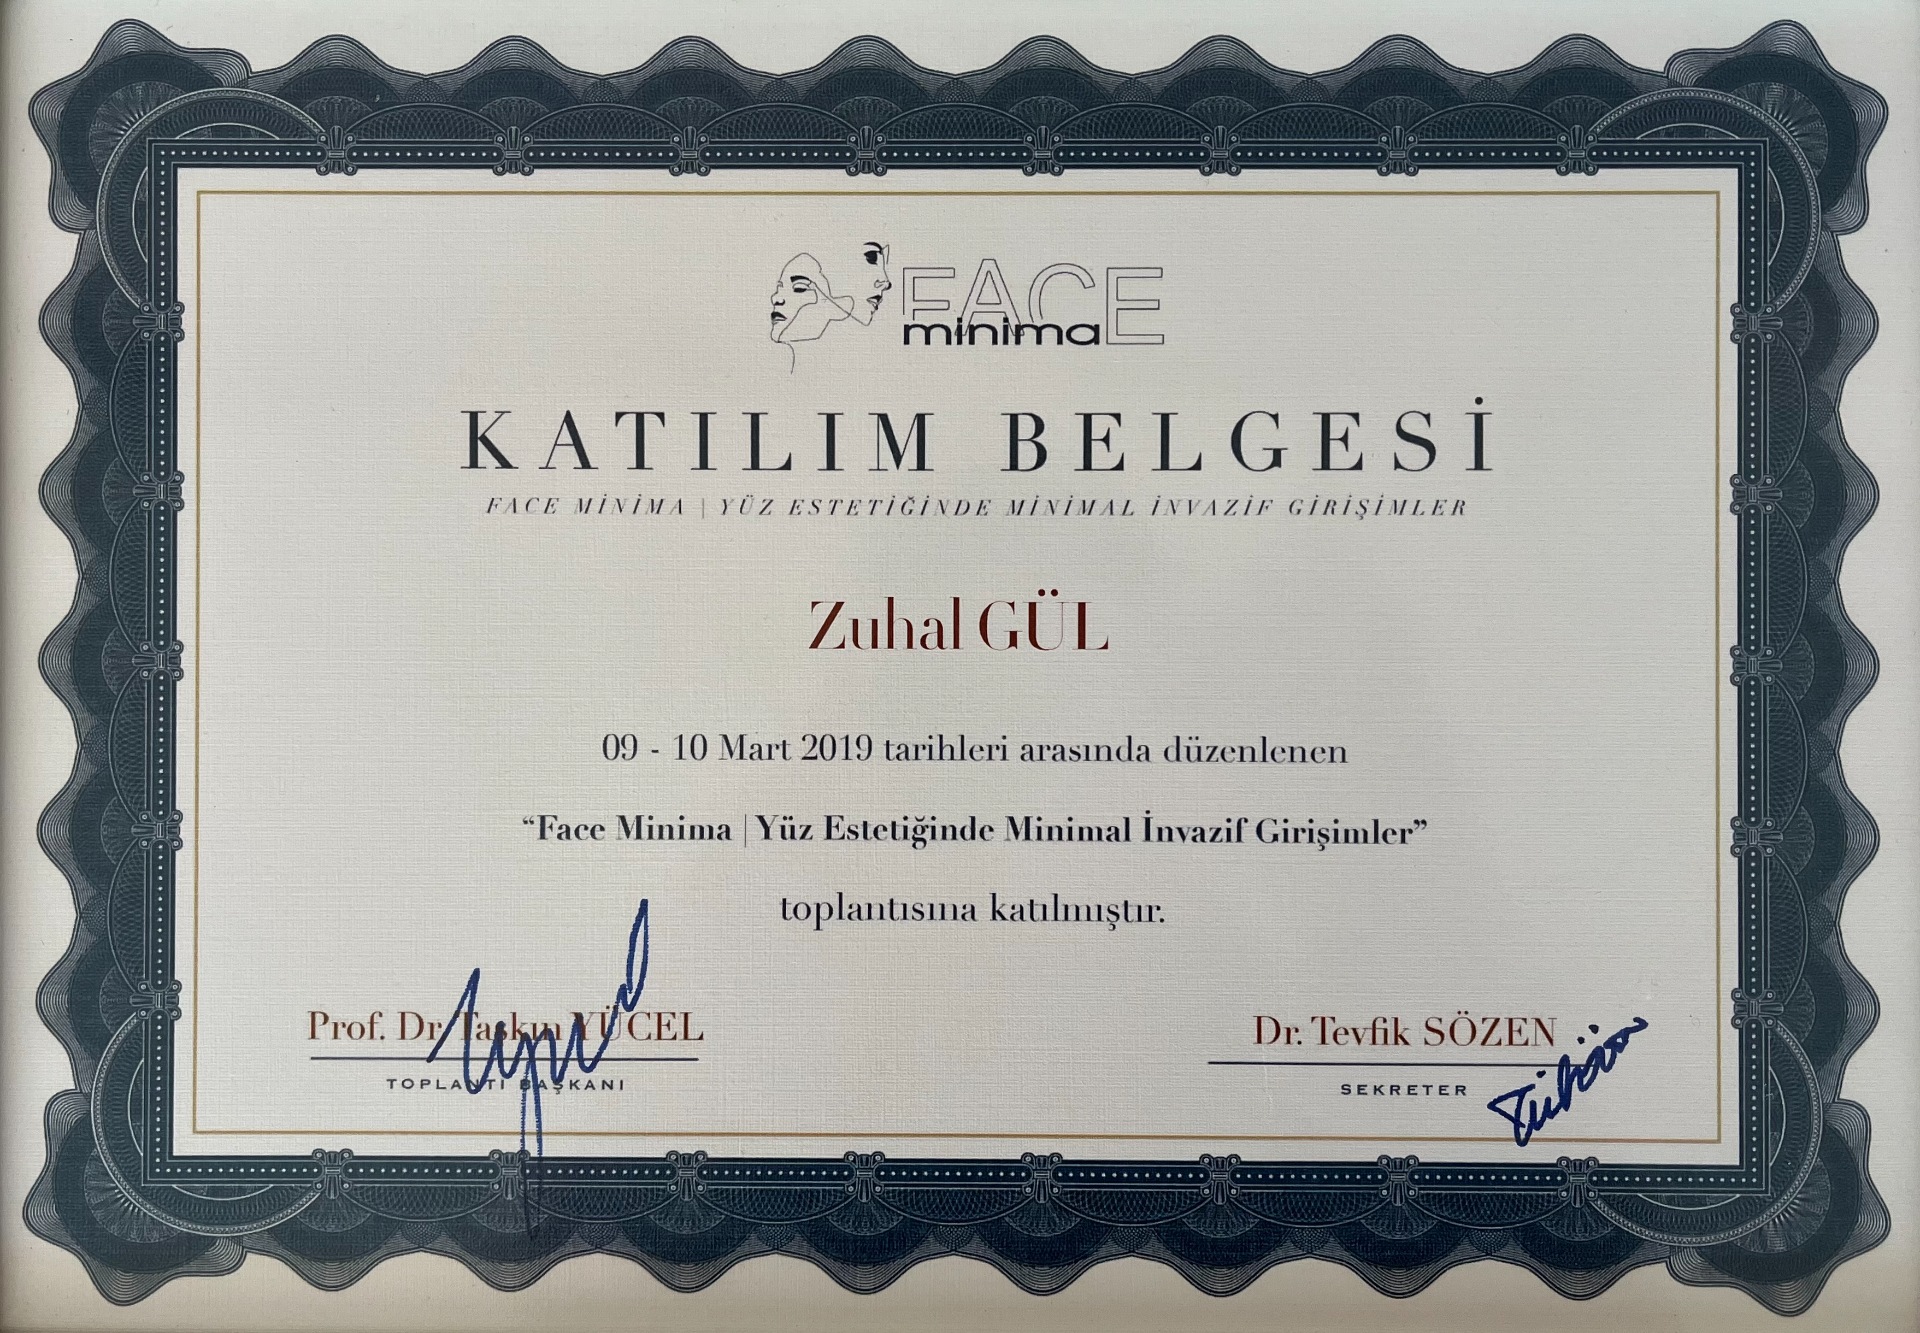 FACE
minima
KATILIM BELGESİ
FACE MİNİMA | YÜZ ESTETİĞİNDE MİNİMAL İNVAZİF GİRİŞİMLER
Zuhal GÜL
09 - 10 Mart 2019 tarihleri arasında düzenlenen
“Face Minima | Yüz Estetiğinde Minimal İnvazif Girişimler”
toplantısına katılmıştır.
Prof. Dr. Taşkın YÜCEL
TOPLANTI BAŞKANI
Dr. Tevfik SÖZEN
SEKRETER